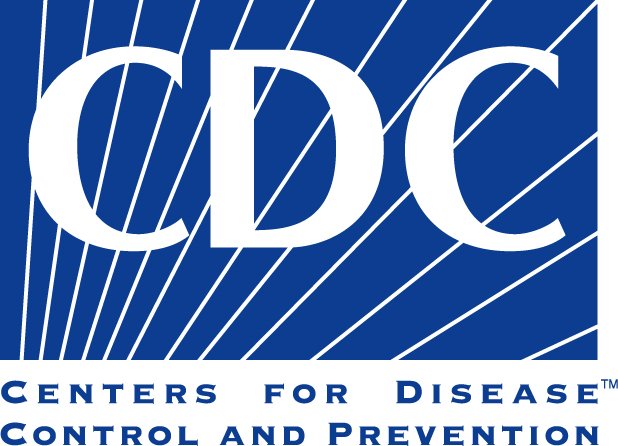 CDC
CENTERS FOR DISEASE™
CONTROL AND PREVENTION